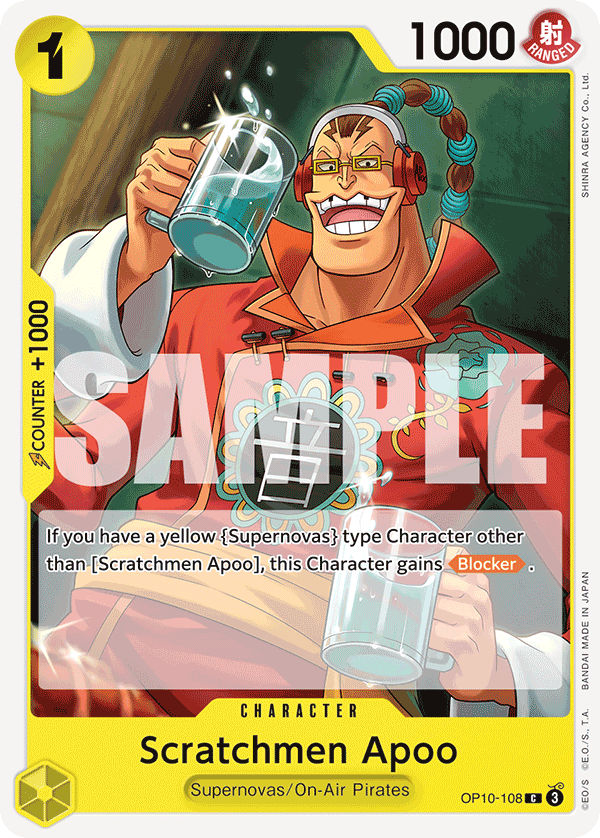 1
1000
射
RANGED
SHINRA AGENCY Co., Ltd.
COUNTER +1000
SAMPLE
音
If you have a yellow {Supernovas} type Character other
than [Scratchmen Apoo], this Character gains Blocker .
CHARACTER
Scratchmen Apoo
Supernovas/On-Air Pirates
OP10-108 C 3
©E.O/S ©E.O./S., T.A. BANDAI MADE IN JAPAN